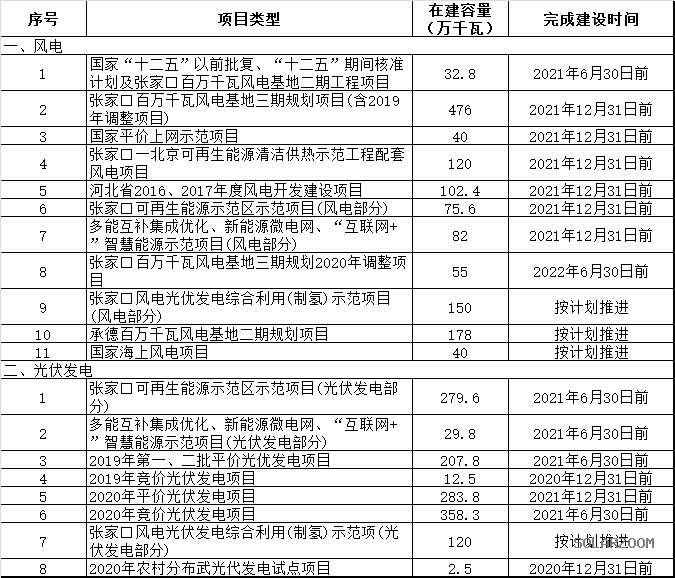 序号 项目类型 在建容量 完成建设时间
（万千瓦）
一、风电
1 国家“十二五”以前批复、“十二五”期间核准 32.8 2021年6月30日前
计划及张家口百万千瓦风电基地二期工程项目
2 张家口百万千瓦风电基地三期规划项目(含2019 476 2021年12月31日前
年调整项目)
3 国家平价上网示范项目 40 2021年12月31日前
4 张家口—北京可再生能源清洁供热示范工程配套 120 2021年12月31日前
风电项目
5 河北省2016、2017年度风电开发建设项目 102.4 2021年12月31日前
6 张家口可再生能源示范区示范项目(风电部分) 75.6 2021年12月31日前
7 多能互补集成优化、新能源微电网、“互联网+ 82 2021年12月31日前
”智慧能源示范项目(风电部分)
8 张家口百万千瓦风电基地三期规划2020年调整项 55 2022年6月30日前
目
9 张家口风电光伏发电综合利用(制氢)示范项目 150 按计划推进
(风电部分)
10 承德百万千瓦风电基地二期规划项目 178 按计划推进
11 国家海上风电项目 40 按计划推进
二、光伏发电
1 张家口可再生能源示范区示范项目(光伏发电部 279.6 2021年6月30日前
分)
2 多能互补集成优化、新能源微电网、“互联网+ 29.8 2021年6月30日前
”智慧能源示范项目(光伏发电部分)
3 2019年第一、二批平价光伏发电项目 207.8 2021年6月30日前
4 2019年竞价光伏发电项目 12.5 2020年12月31日前
5 2020年平价光伏发电项目 283.8 2021年12月31日前
6 2020年竞价光伏发电项目 358.3 2021年6月30日前
7 张家口风电光伏发电综合利用(制氢)示范项(光 120 按计划推进
伏发电部分)
SOLARZOOM
8 2020年农村分布武光代发电试点项目 2.5 2020年12月31日前